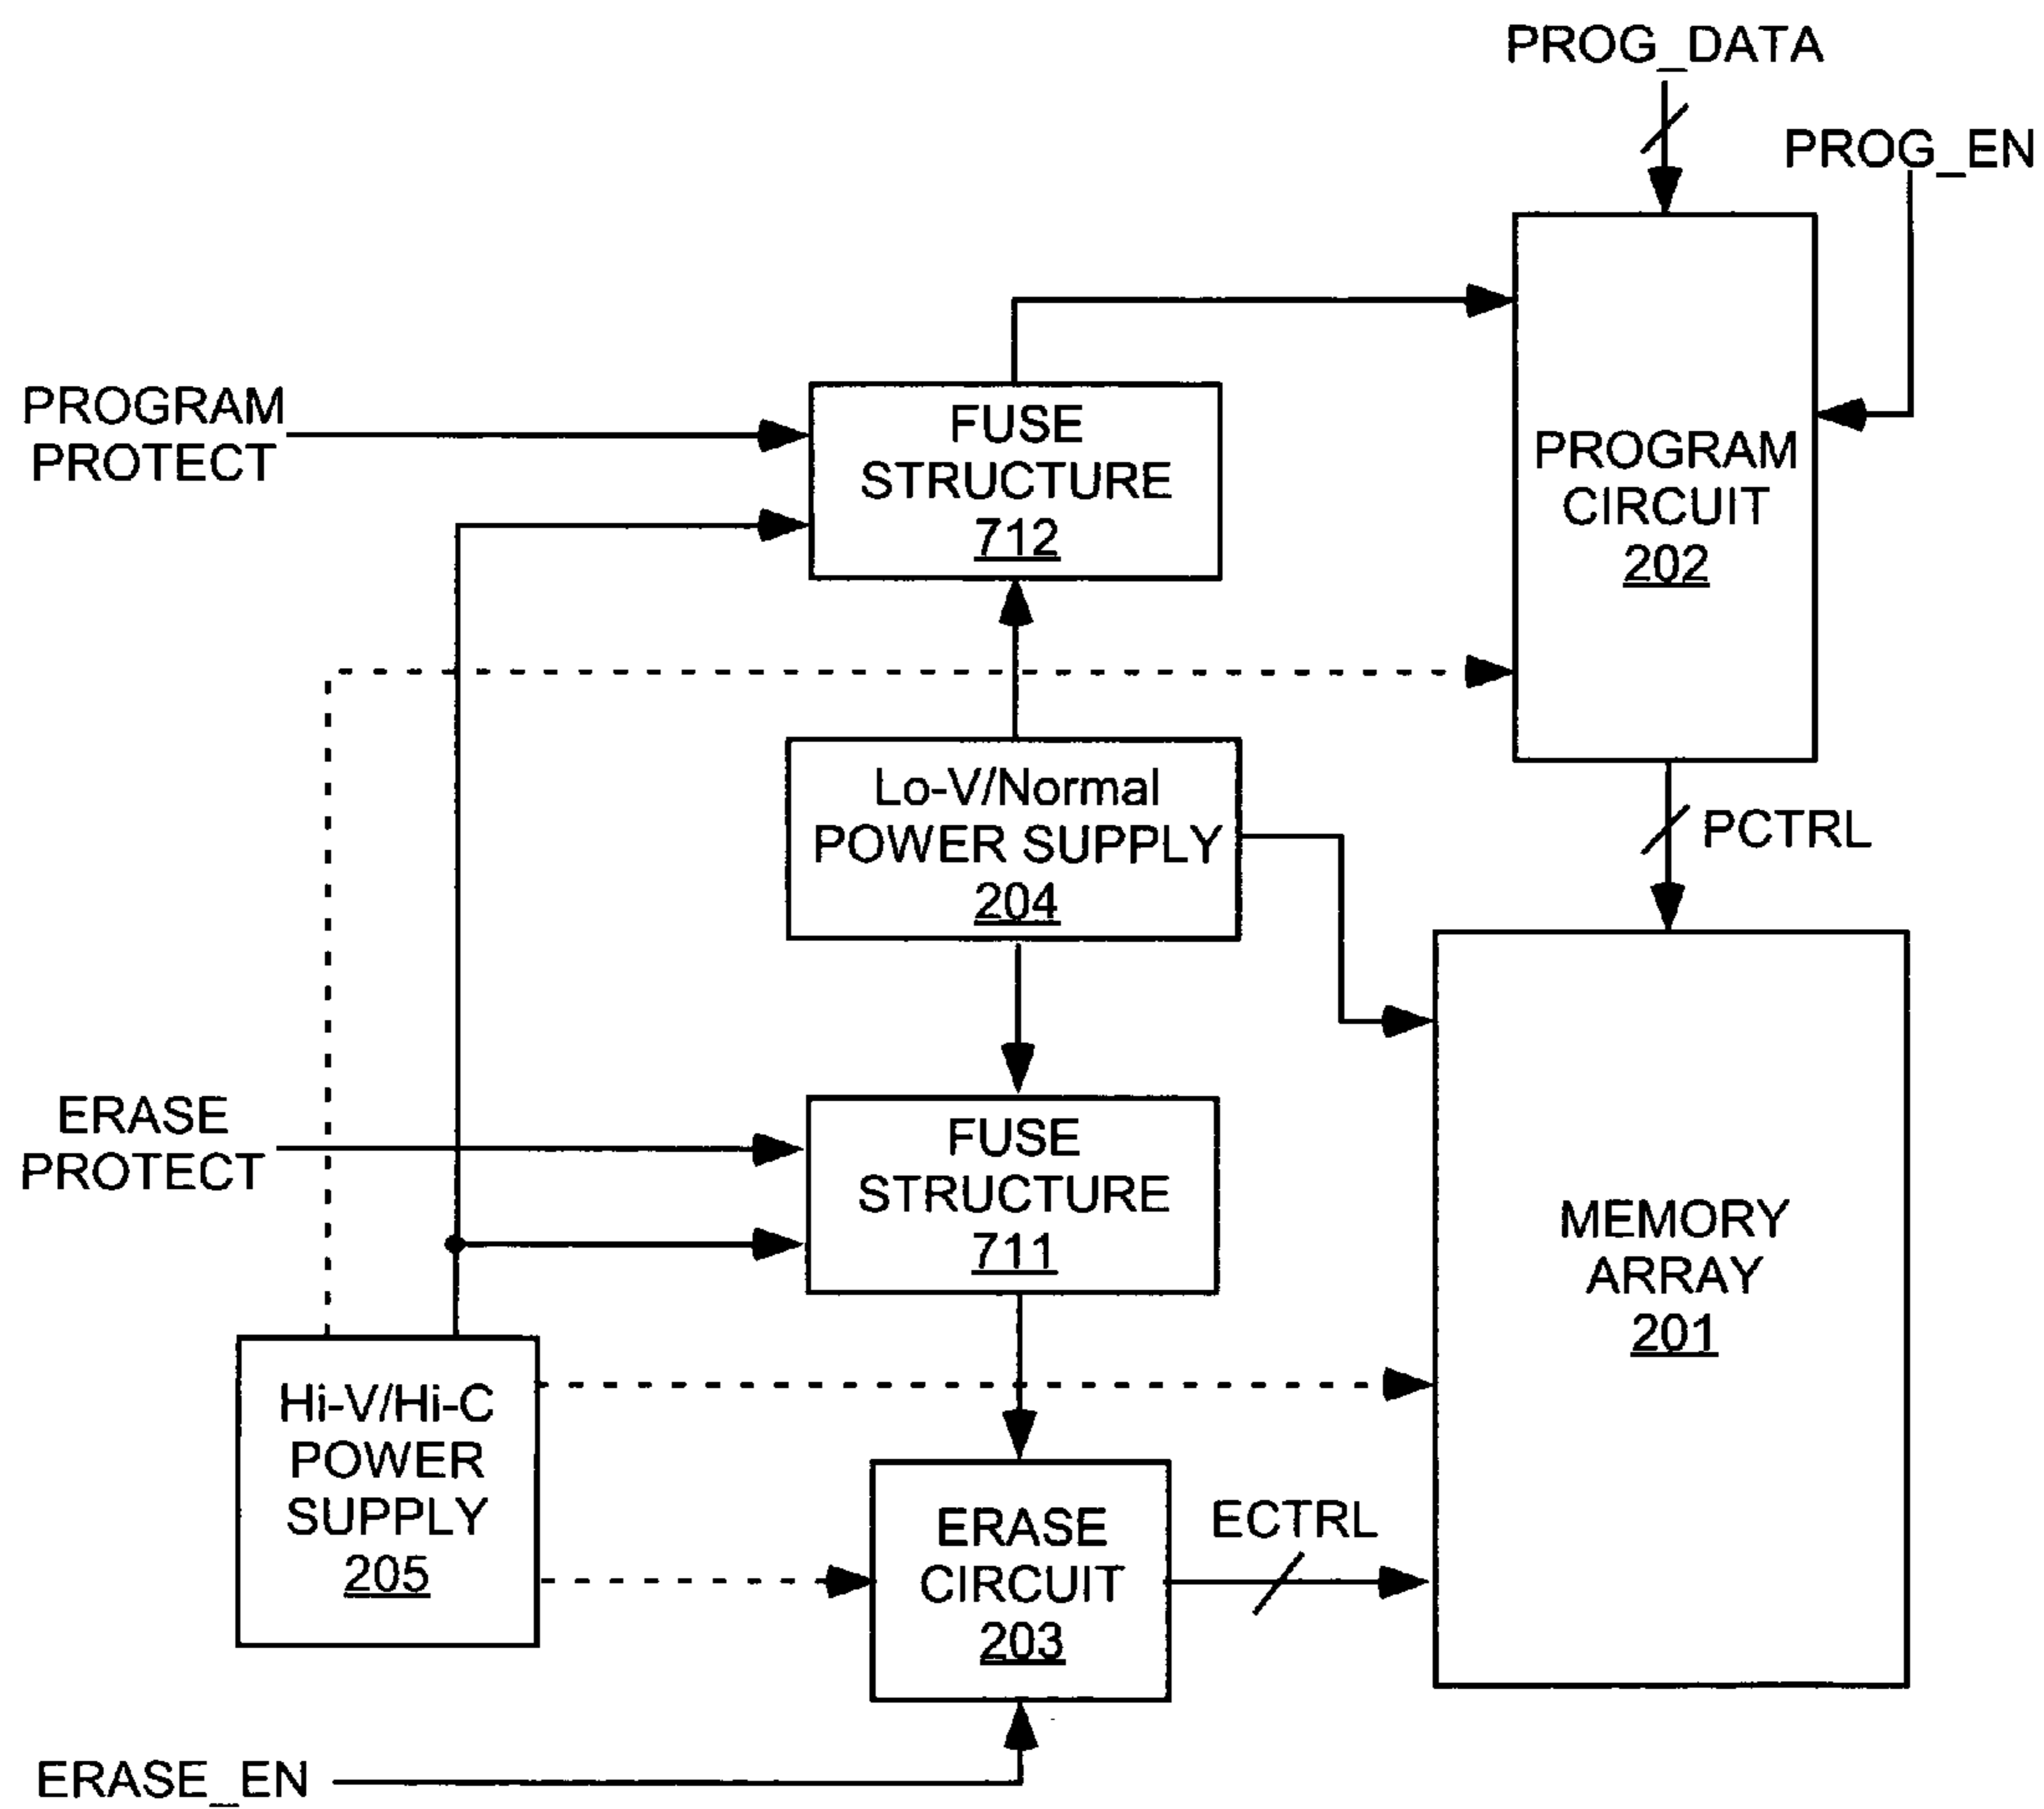 PROG_DATA
PROG_EN
PROGRAM
PROTECT
FUSE
STRUCTURE
712
PROGRAM
CIRCUIT
202
Lo-V/Normal
POWER SUPPLY
204
PCTRL
ERASE
PROTECT
FUSE
STRUCTURE
711
MEMORY
ARRAY
201
Hi-V/Hi-C
POWER
SUPPLY
205
ERASE
CIRCUIT
203
ECTRL
ERASE_EN